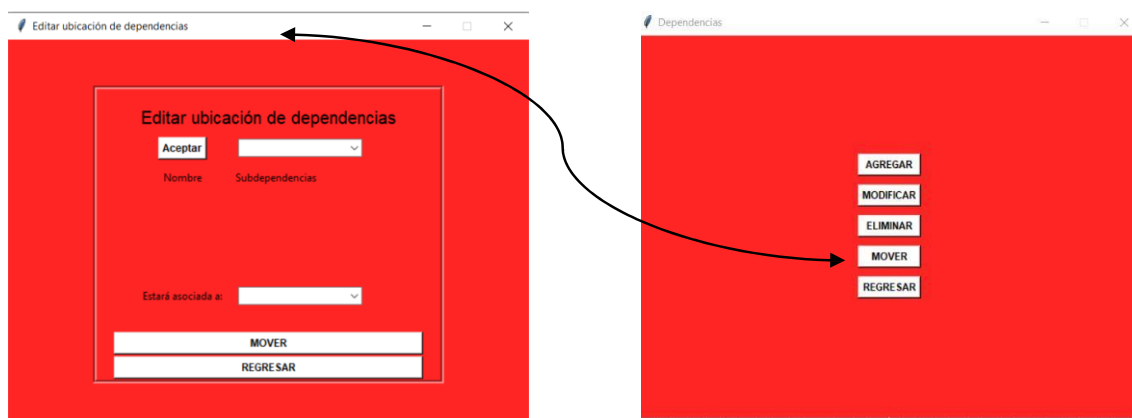 Editar ubicación de dependencias
Editar ubicación de dependencias
Aceptar
Nombre Subdependencias
Estará asociada a:
MOVER
REGRESAR
Dependencias
AGREGAR
MODIFICAR
ELIMINAR
MOVER
REGRESAR